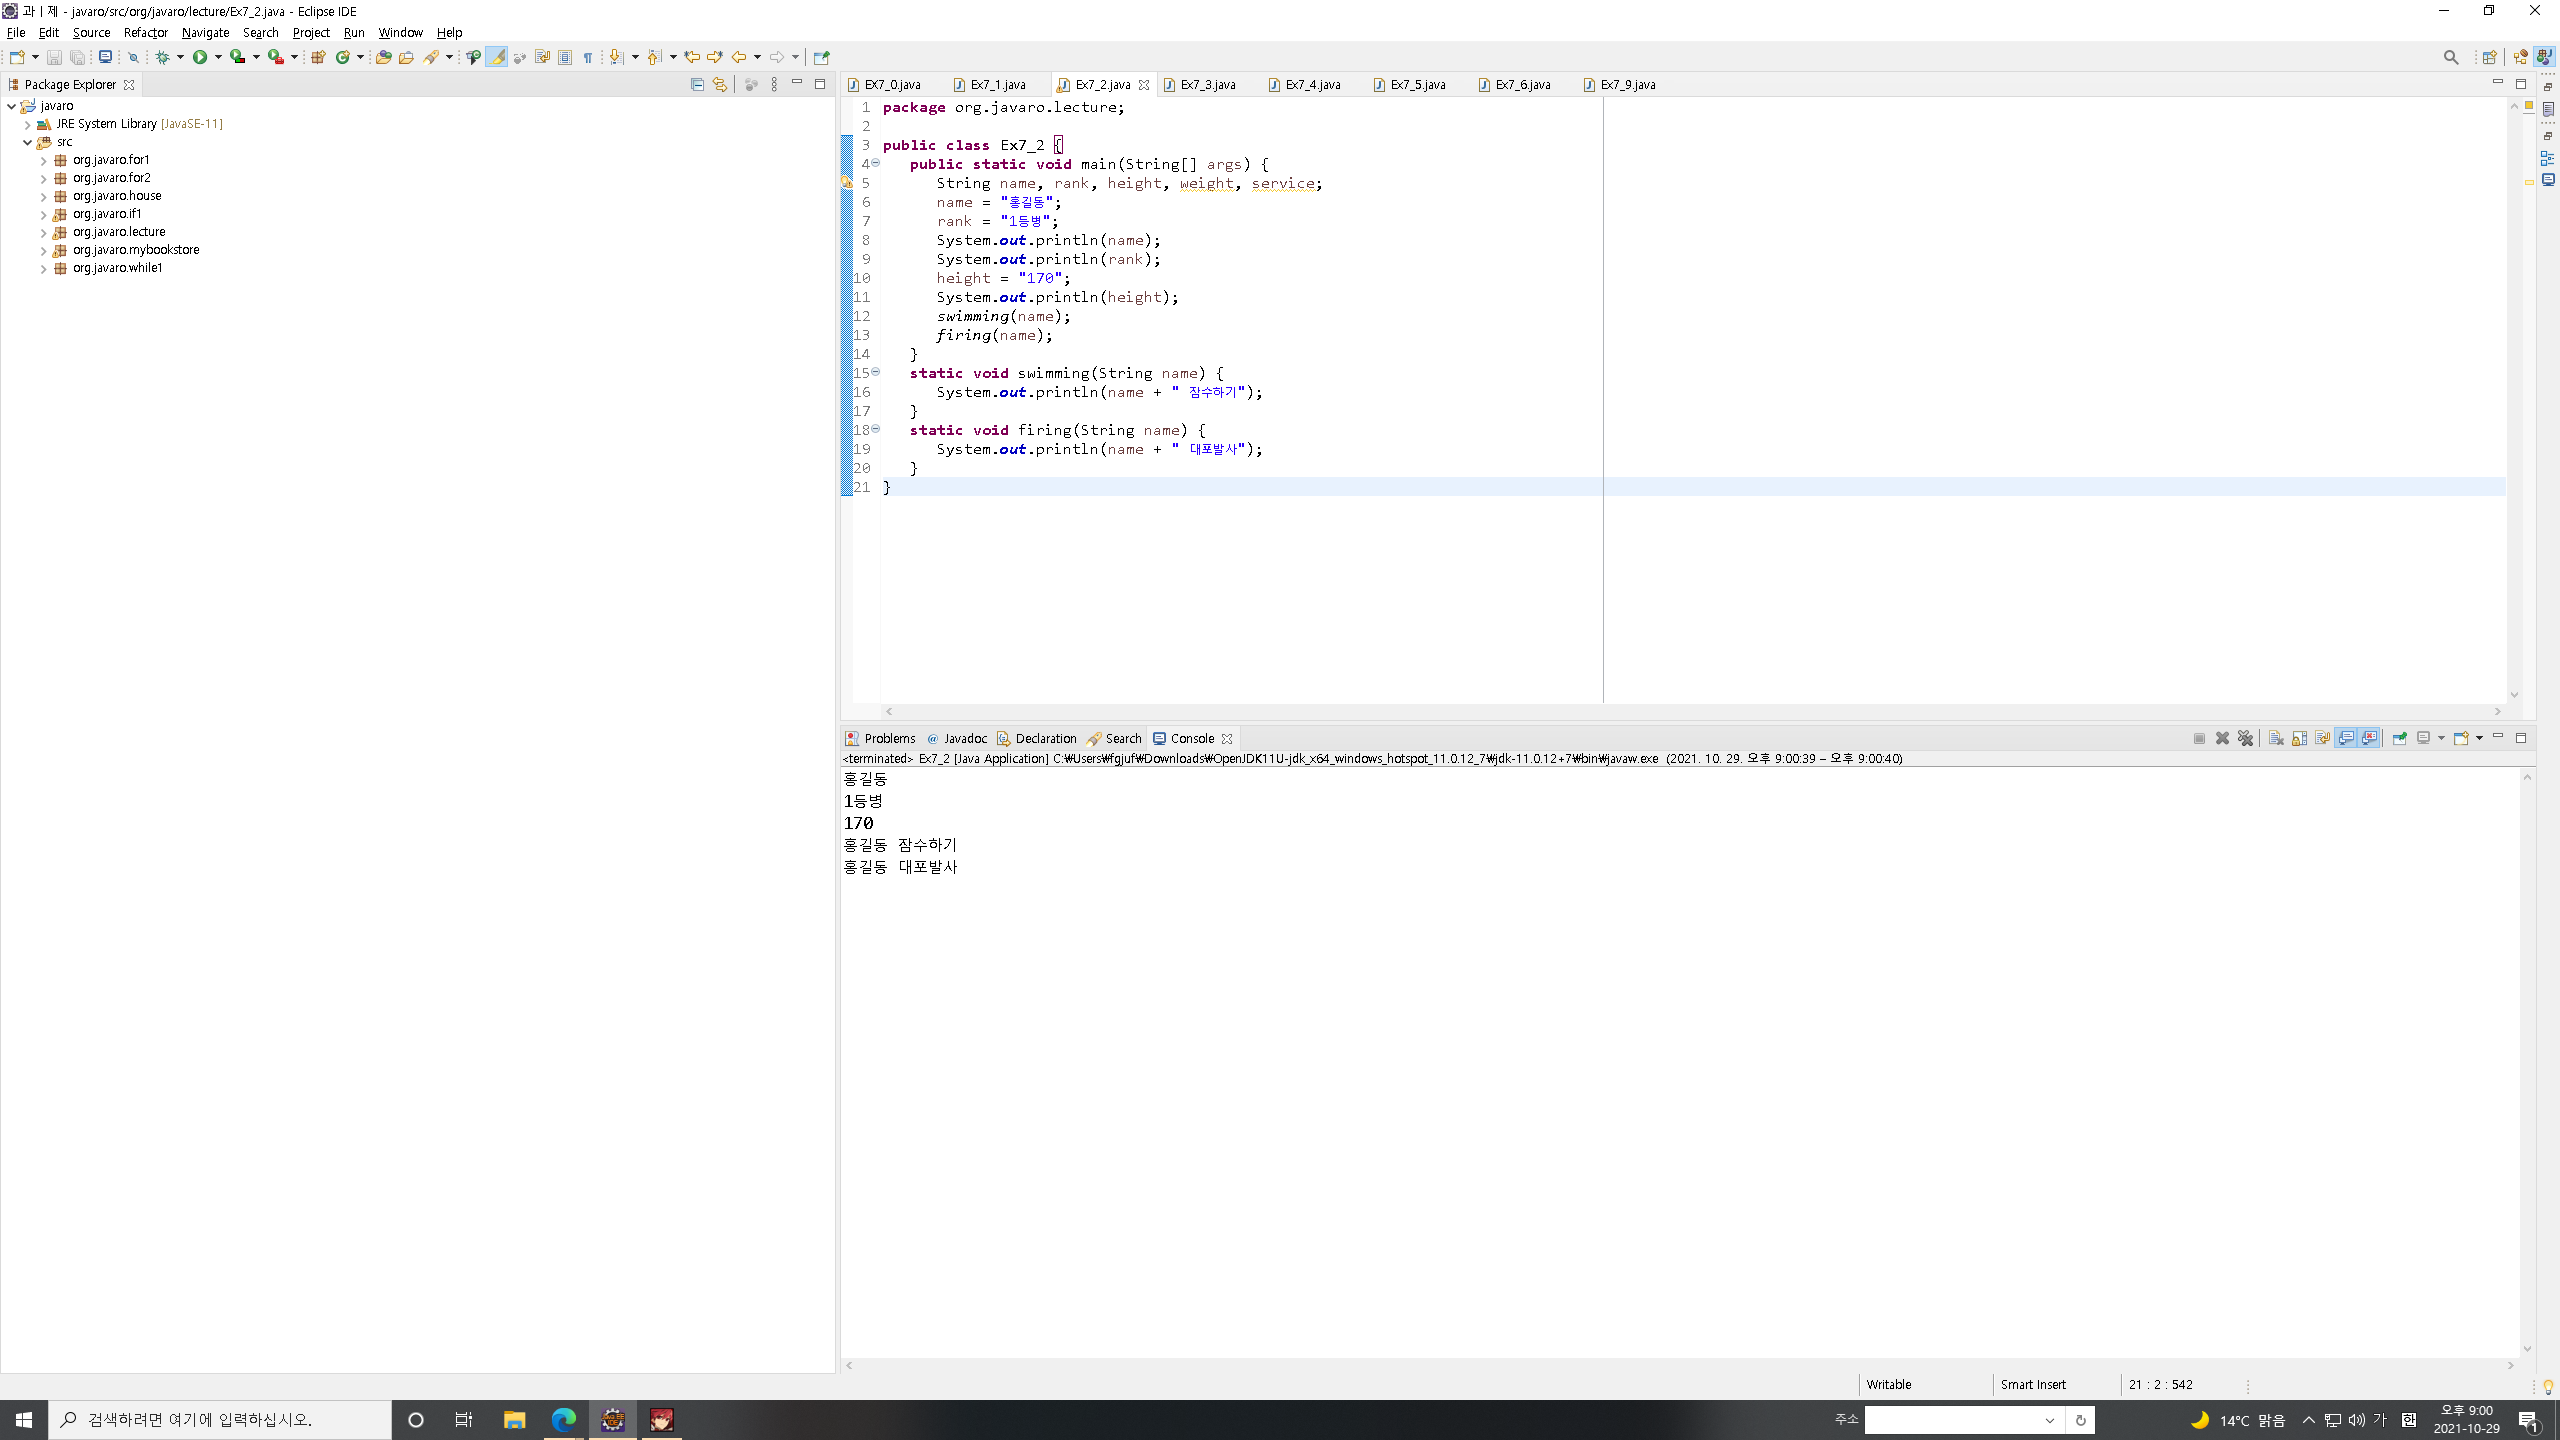 과ㅣ제 - javaro/src/org/javaro/lecture/Ex7_2.java - Eclipse IDE
File Edit Source Refactor Navigate Search Project Run Window Help
Package Explorer
javaro
JRE System Library [JavaSE-11]
src
org.javaro.for1
org.javaro.for2
org.javaro.house
org.javaro.if1
org.javaro.lecture
org.javaro.mybookstore
org.javaro.while1
Ex7_0.java Ex7_1.java Ex7_2.java Ex7_3.java Ex7_4.java Ex7_5.java Ex7_6.java Ex7_9.java
1 package org.javaro.lecture;
2
3 public class Ex7_2 {
4 public static void main(String[] args) {
5 String name, rank, height, weight, service;
6 name = "홍길동";
7 rank = "1등병";
8 System.out.println(name);
9 System.out.println(rank);
10 height = "170";
11 System.out.println(height);
12 swimming(name);
13 firing(name);
14 }
15 static void swimming(String name) {
16 System.out.println(name + " 잠수하기");
17 }
18 static void firing(String name) {
19 System.out.println(name + " 대포발사");
20 }
21 }
Problems @ Javadoc Declaration Search Console
<terminated> Ex7_2 [Java Application] C:₩Users₩fgjuf₩Downloads₩OpenJDK11U-jdk_x64_windows_hotspot_11.0.12_7₩jdk-11.0.12+7₩bin₩javaw.exe (2021. 10. 29. 오후 9:00:39 – 오후 9:00:40)
홍길동
1등병
170
홍길동 잠수하기
홍길동 대포발사
Writable Smart Insert 21 : 2 : 542
검색하려면 여기에 입력하십시오.
주소
14°C 맑음
가
한
오후 9:00
2021-10-29
1